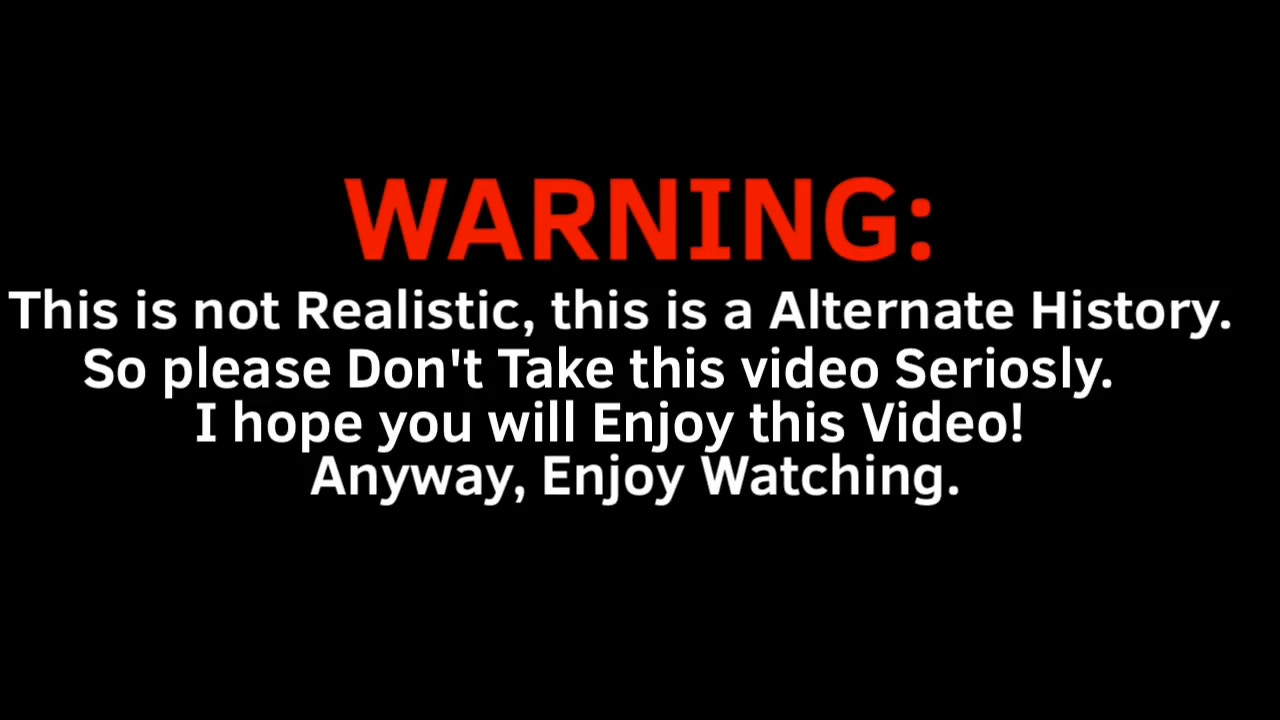 WARNING:
This is not Realistic, this is a Alternate History.
So please Don't Take this video Seriosly.
I hope you will Enjoy this Video!
Anyway, Enjoy Watching.